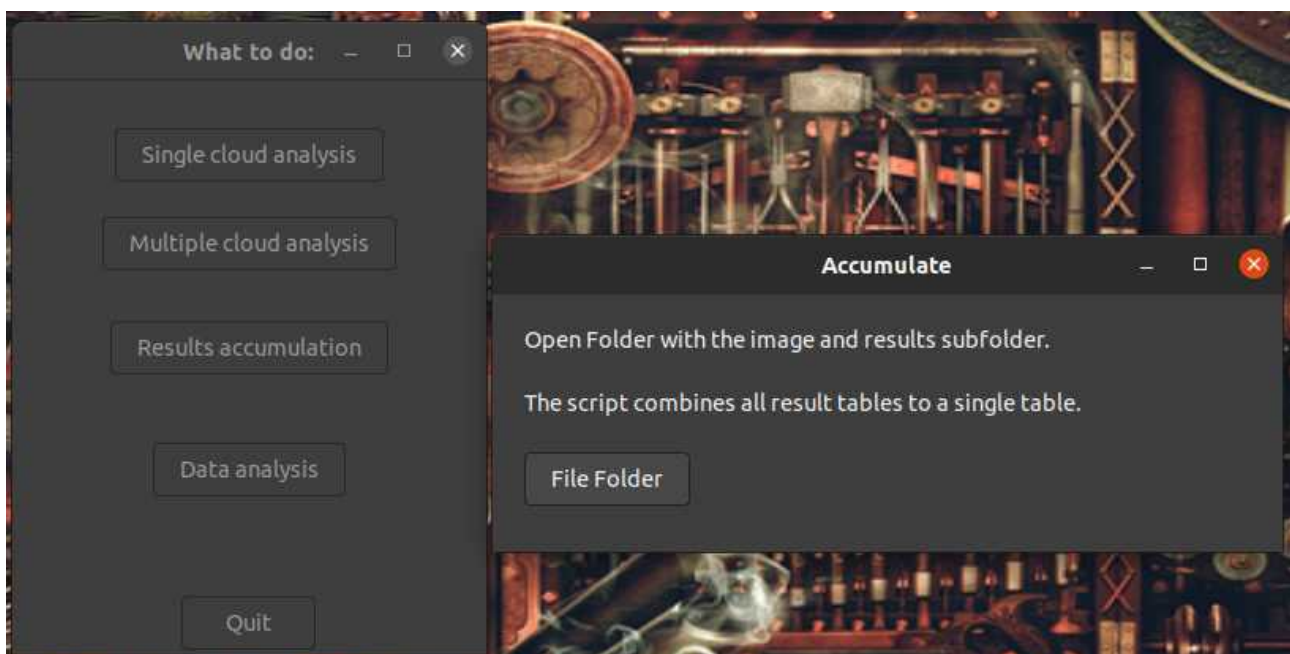 What to do:
Single cloud analysis
Multiple cloud analysis
Results accumulation
Data analysis
Quit
Accumulate
Open Folder with the image and results subfolder.
The script combines all result tables to a single table.
File Folder